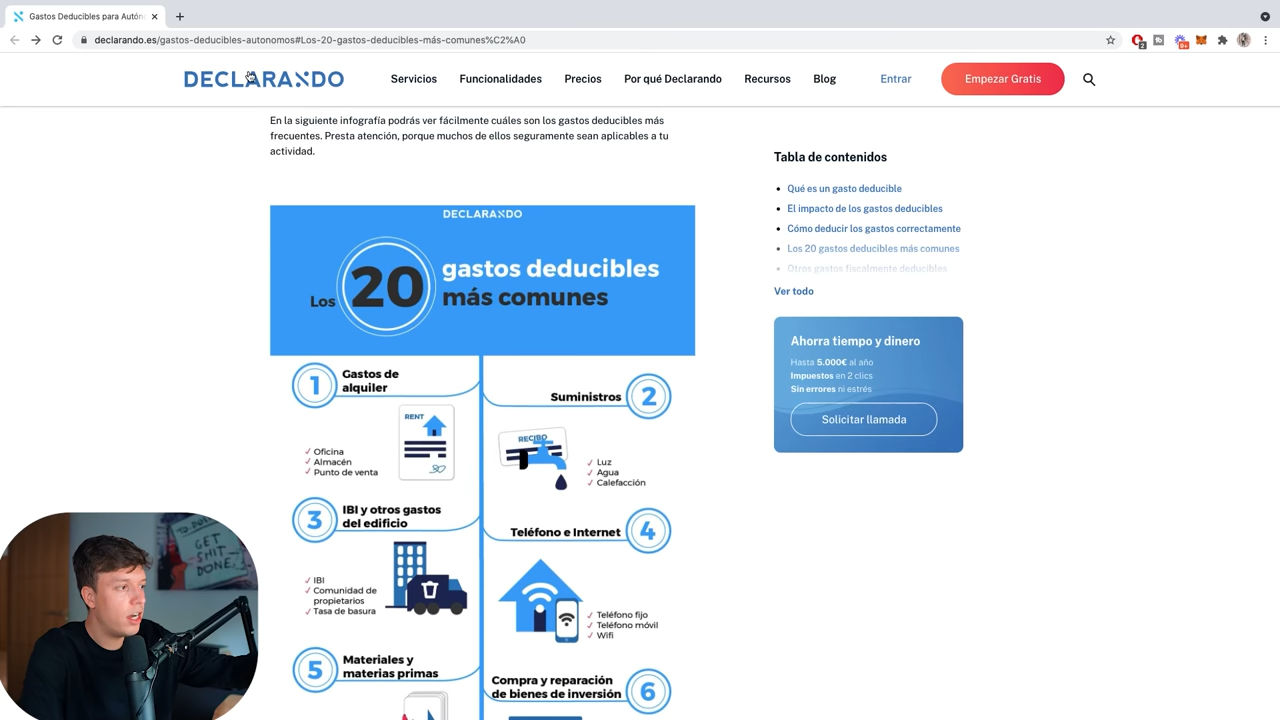 Gastos Deducibles para Autón
declarando.es/gastos-deducibles-autonomos#Los-20-gastos-deducibles-más-comunes%C2%A0
2
9+
DECLARANDO
Servicios
Funcionalidades
Precios
Por qué Declarando
Recursos
Blog
Entrar
Empezar Gratis
En la siguiente infografía podrás ver fácilmente cuáles son los gastos deducibles más
frecuentes. Presta atención, porque muchos de ellos seguramente sean aplicables a tu
actividad.
DECLARANDO
Los 20 gastos deducibles
más comunes
1
Gastos de
alquiler
RENT
✓ Oficina
✓ Almacén
✓ Punto de venta
Suministros
2
RECIBO
✓ Luz
✓ Agua
✓ Calefacción
3
IBI y otros gastos
del edificio
✓ IBI
✓ Comunidad de
propietarios
✓ Tasa de basura
Teléfono e Internet
4
✓ Teléfono fijo
✓ Teléfono móvil
✓ Wifi
5
Materiales y
materias primas
Compra y reparación
de bienes de inversión
6
Tabla de contenidos
• Qué es un gasto deducible
• El impacto de los gastos deducibles
• Cómo deducir los gastos correctamente
• Los 20 gastos deducibles más comunes
• Otros gastos fiscalmente deducibles
Ver todo
Ahorra tiempo y dinero
Hasta 5.000€ al año
Impuestos en 2 clics
Sin errores ni estrés
Solicitar llamada
GET
SHIT
DONE.